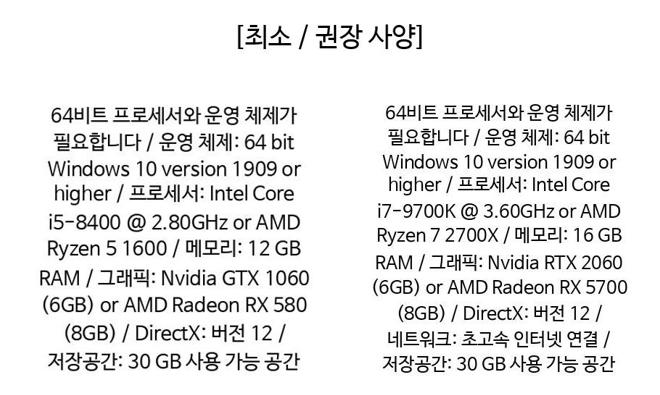 [최소 / 권장 사양]
64비트 프로세서와 운영 체제가
필요합니다 / 운영 체제: 64 bit
Windows 10 version 1909 or
higher / 프로세서: Intel Core
i5-8400 @ 2.80GHz or AMD
Ryzen 5 1600 / 메모리: 12 GB
RAM / 그래픽: Nvidia GTX 1060
(6GB) or AMD Radeon RX 580
(8GB) / DirectX: 버전 12 /
저장공간: 30 GB 사용 가능 공간
64비트 프로세서와 운영 체제가
필요합니다 / 운영 체제: 64 bit
Windows 10 version 1909 or
higher / 프로세서: Intel Core
i7-9700K @ 3.60GHz or AMD
Ryzen 7 2700X / 메모리: 16 GB
RAM / 그래픽: Nvidia RTX 2060
(6GB) or AMD Radeon RX 5700
(8GB) / DirectX: 버전 12 /
네트워크: 초고속 인터넷 연결 /
저장공간: 30 GB 사용 가능 공간